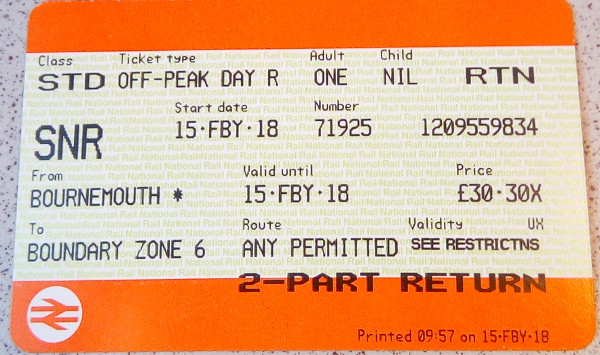 Class Ticket type Adult Child
STD OFF-PEAK DAY R ONE NIL RTN
Start date Number
SNR 15·FBY·18 71925 1209559834
From Valid until Price
BOURNEMOUTH * 15·FBY·18 £30·30X
To Route Validity UX
BOUNDARY ZONE 6 ANY PERMITTED SEE RESTRICTNS
2-PART RETURN
Printed 09:57 on 15·FBY·18